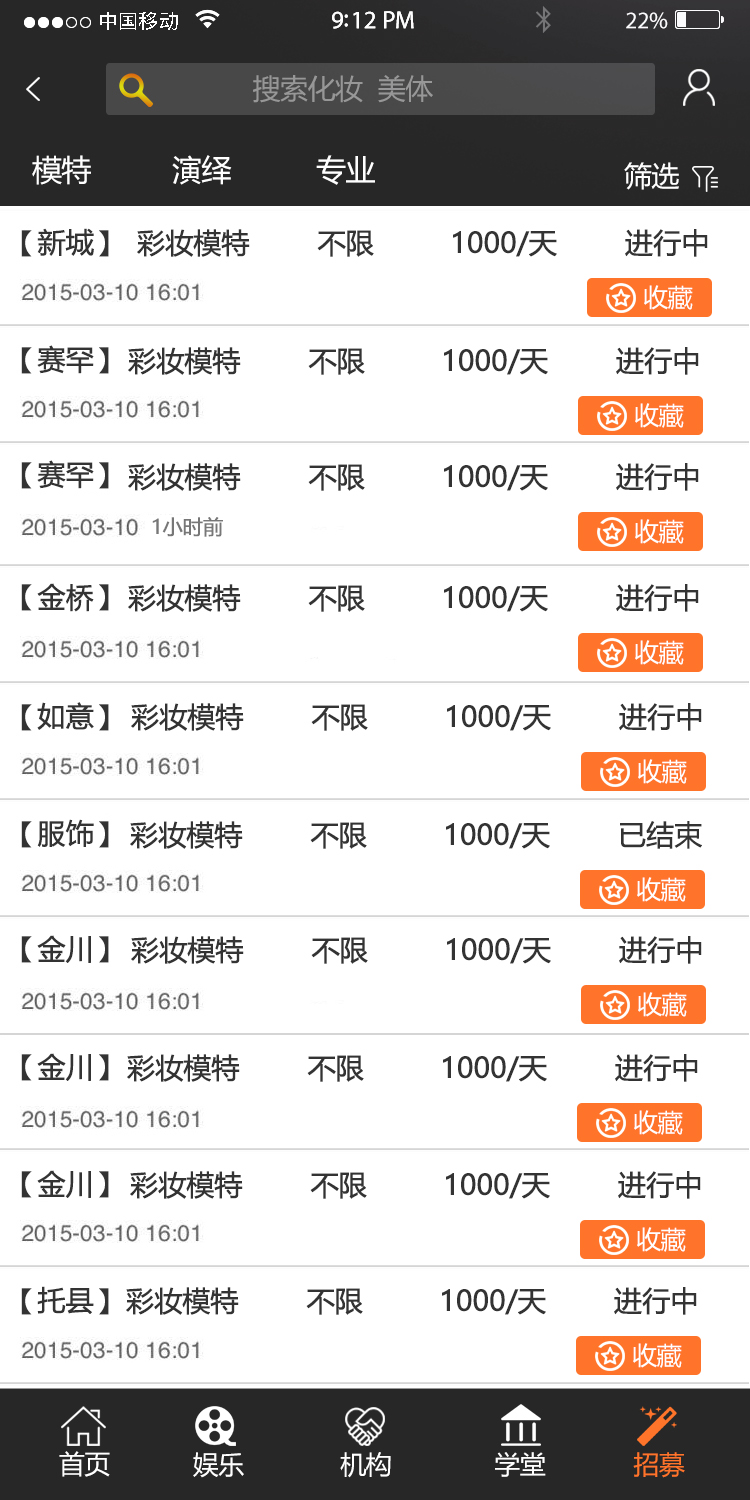 中国移动 9:12 PM 22%
搜索化妆 美体
模特 演绎 专业 筛选
【新城】 彩妆模特 不限 1000/天 进行中
2015-03-10 16:01 收藏
【赛罕】彩妆模特 不限 1000/天 进行中
2015-03-10 16:01 收藏
【赛罕】彩妆模特 不限 1000/天 进行中
2015-03-10 1小时前 收藏
【金桥】彩妆模特 不限 1000/天 进行中
2015-03-10 16:01 收藏
【如意】彩妆模特 不限 1000/天 进行中
2015-03-10 16:01 收藏
【服饰】彩妆模特 不限 1000/天 已结束
2015-03-10 16:01 收藏
【金川】彩妆模特 不限 1000/天 进行中
2015-03-10 16:01 收藏
【金川】彩妆模特 不限 1000/天 进行中
2015-03-10 16:01 收藏
【金川】彩妆模特 不限 1000/天 进行中
2015-03-10 16:01 收藏
【托县】彩妆模特 不限 1000/天 进行中
2015-03-10 16:01 收藏
首页 娱乐 机构 学堂 招募